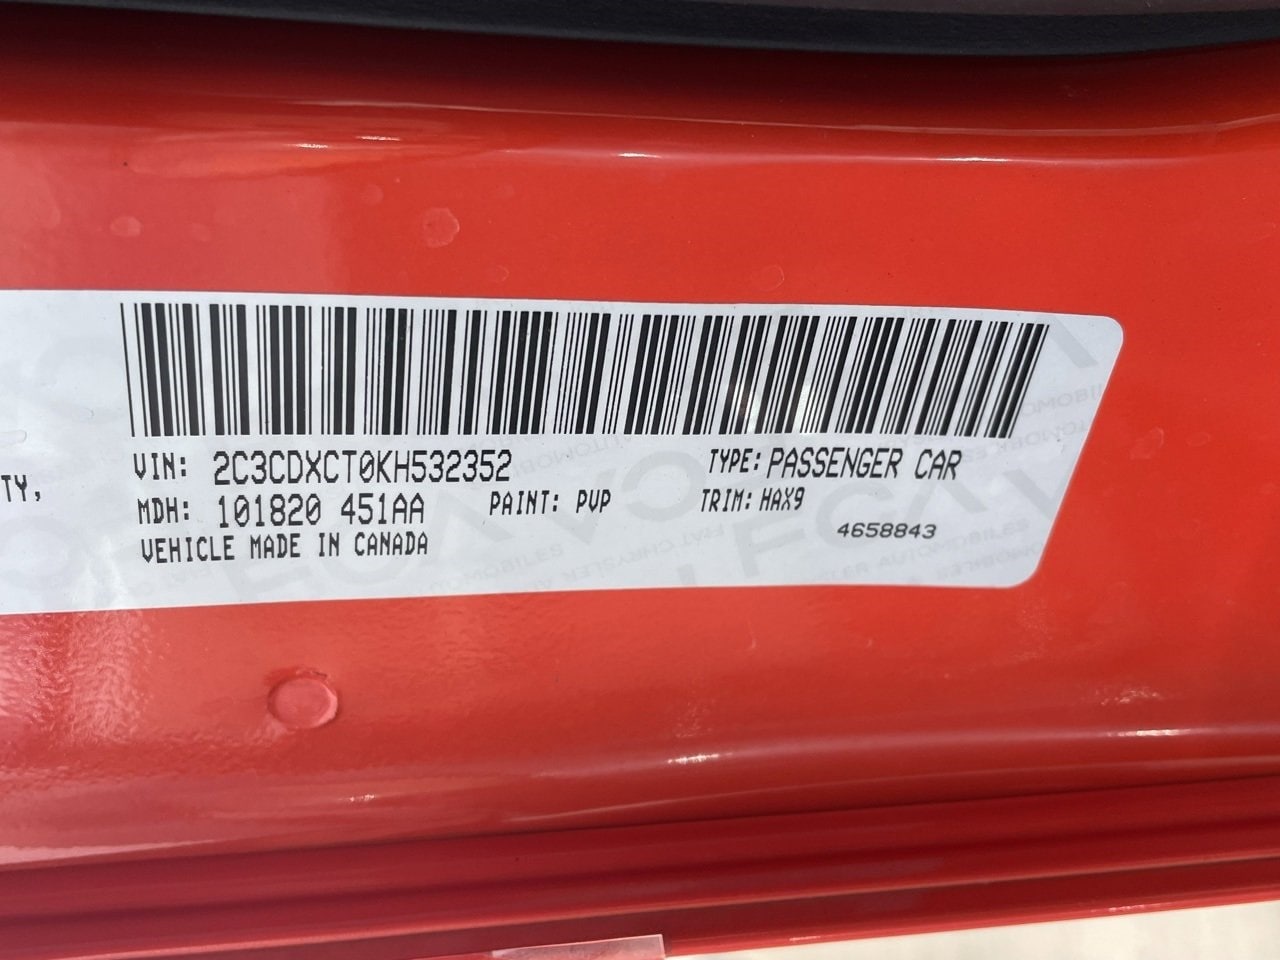 TY,
VIN: 2C3CDXCT0KH532352 TYPE: PASSENGER CAR
MDH: 101820 451AA PAINT: PVP TRIM: HAX9
VEHICLE MADE IN CANADA 4658843